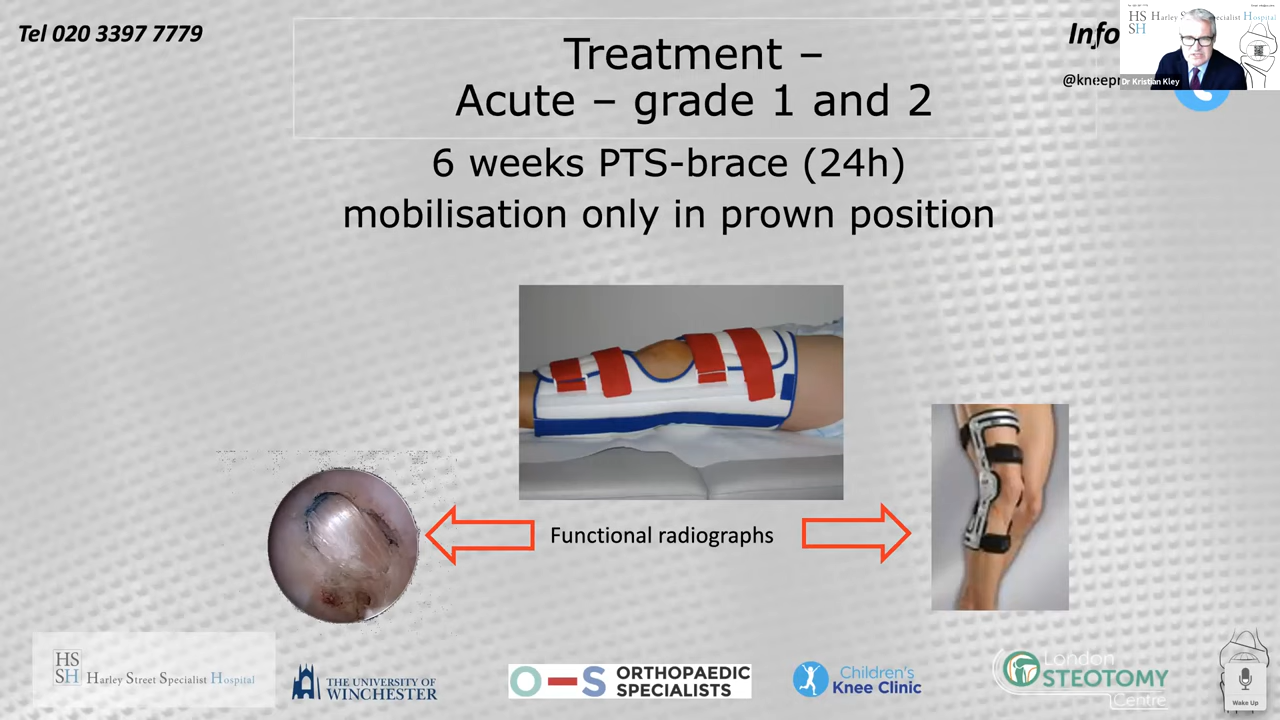 Tel 020 3397 7779
Info
HS Harley Street Specialist Hospital
SH
@kneepr
Dr Kristian Kley
Treatment –
Acute – grade 1 and 2
6 weeks PTS-brace (24h)
mobilisation only in prown position
Functional radiographs
HS
SH Harley Street Specialist Hospital
THE UNIVERSITY OF
WINCHESTER
O-S ORTHOPAEDIC
SPECIALISTS
Children's
Knee Clinic
London
STEOTOMY
Centre
Wake Up